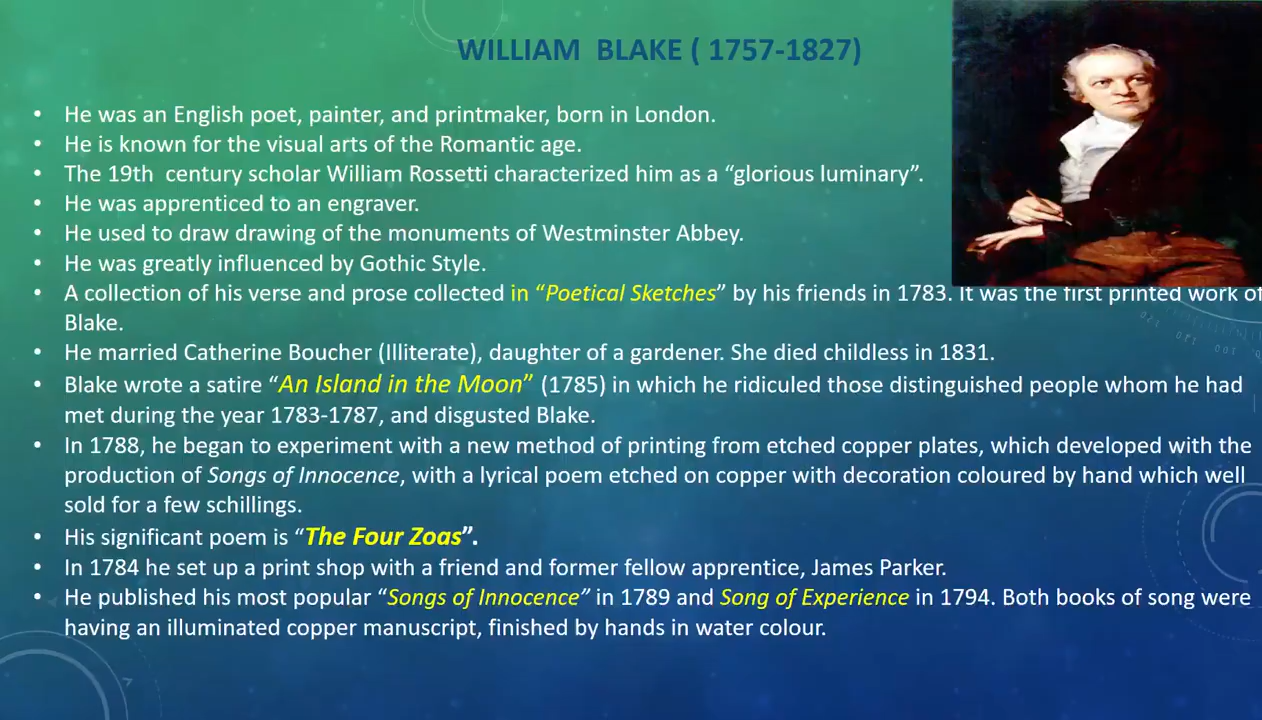 WILLIAM BLAKE ( 1757-1827)
• He was an English poet, painter, and printmaker, born in London.
• He is known for the visual arts of the Romantic age.
• The 19th century scholar William Rossetti characterized him as a “glorious luminary”.
• He was apprenticed to an engraver.
• He used to draw drawing of the monuments of Westminster Abbey.
• He was greatly influenced by Gothic Style.
• A collection of his verse and prose collected in “Poetical Sketches” by his friends in 1783. It was the first printed work of
Blake.
• He married Catherine Boucher (Illiterate), daughter of a gardener. She died childless in 1831.
• Blake wrote a satire “An Island in the Moon” (1785) in which he ridiculed those distinguished people whom he had
met during the year 1783-1787, and disgusted Blake.
• In 1788, he began to experiment with a new method of printing from etched copper plates, which developed with the
production of Songs of Innocence, with a lyrical poem etched on copper with decoration coloured by hand which well
sold for a few schillings.
• His significant poem is “The Four Zoas”.
• In 1784 he set up a print shop with a friend and former fellow apprentice, James Parker.
• He published his most popular “Songs of Innocence” in 1789 and Song of Experience in 1794. Both books of song were
having an illuminated copper manuscript, finished by hands in water colour.